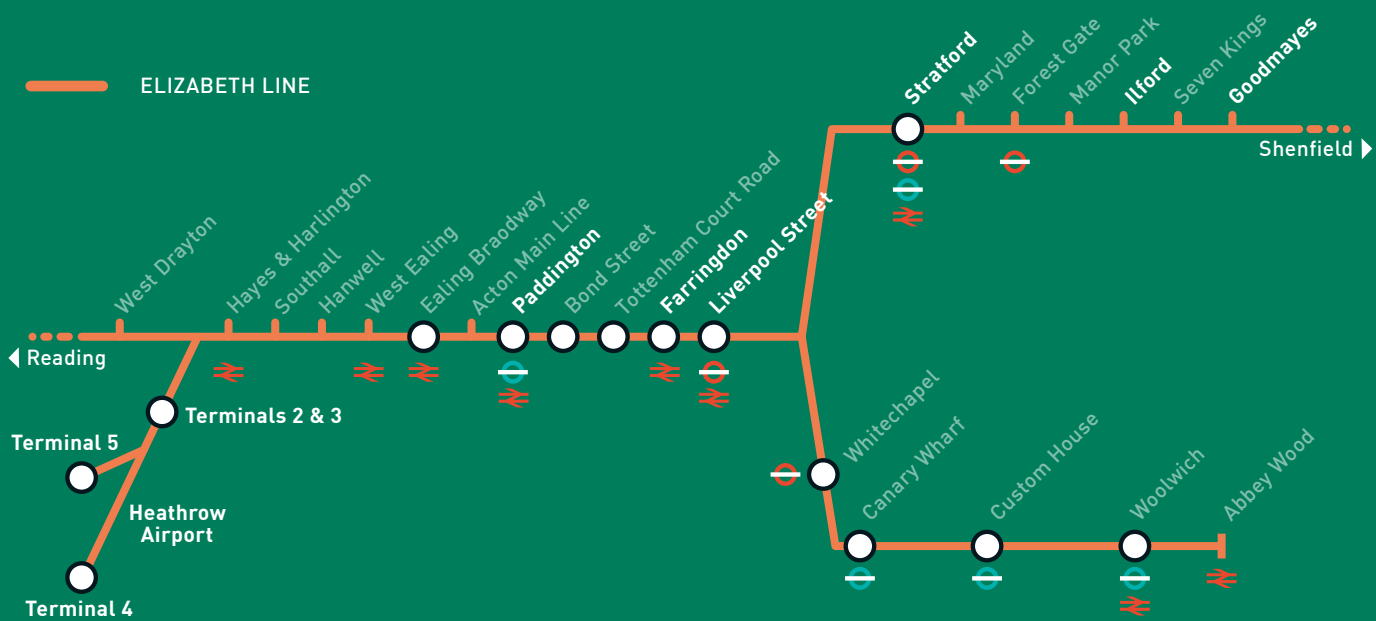 ELIZABETH LINE
Stratford
Maryland
Forest Gate
Manor Park
Ilford
Seven Kings
Goodmayes
Shenfield
West Drayton
Hayes & Harlington
Southall
Hanwell
West Ealing
Ealing Braodway
Acton Main Line
Paddington
Bond Street
Tottenham Court Road
Farringdon
Liverpool Street
Reading
Terminals 2 & 3
Terminal 5
Heathrow
Airport
Terminal 4
Whitechapel
Canary Wharf
Custom House
Woolwich
Abbey Wood